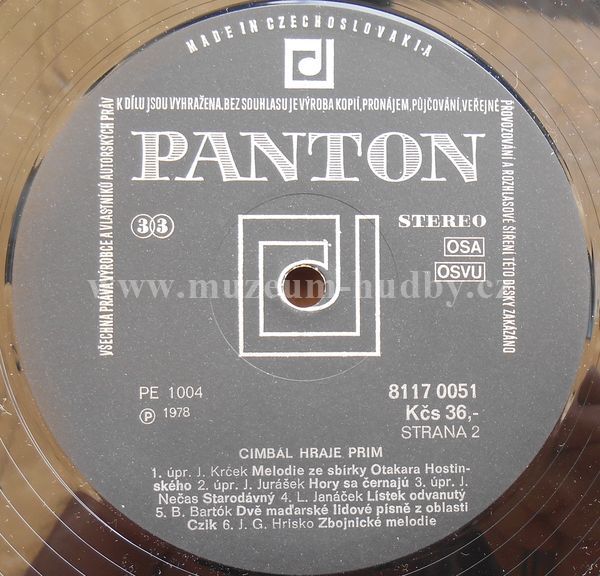 MADE IN CZECHOSLOVAKIA
VŠECHNA PRÁVA VÝROBCE A VLASTNÍKŮ AUTORSKÝCH PRÁV
K DÍLU JSOU VYHRAŽENA. BEZ SOUHLASU JE VÝROBA KOPIÍ, PRONÁJEM, PŮJČOVÁNÍ, VEŘEJNÉ
PROVOZOVÁNÍ A ROZHLASOVÉ ŠÍŘENÍ TÉTO DESKY ZAKÁZÁNO
PANTON
33
STEREO
OSA
OSVU
www.muzeum-hudby.cz
PE 1004
8117 0051
Ⓟ 1978
Kčs 36,-
STRANA 2
CIMBÁL HRAJE PRIM
1. úpr. J. Krček Melodie ze sbírky Otakara Hostin-
ského 2. úpr. J. Jurášek Hory sa černajú 3. úpr. J.
Nečas Starodávný 4. L. Janáček Lístek odvanutý
5. B. Bartók Dvě maďarské lidové písně z oblasti
Czik 6. J. G. Hrisko Zbojnické melodie